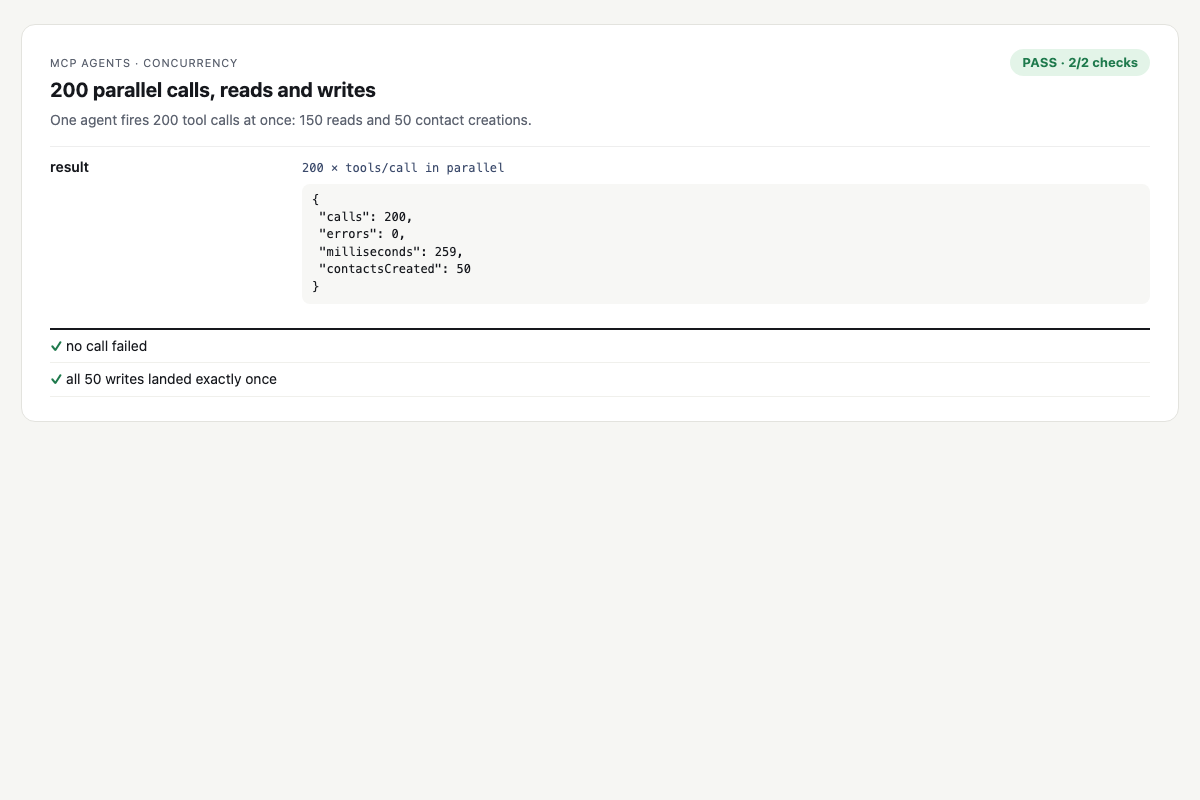 MCP AGENTS · CONCURRENCY
PASS · 2/2 checks
200 parallel calls, reads and writes
One agent fires 200 tool calls at once: 150 reads and 50 contact creations.
result
200 × tools/call in parallel
{
"calls": 200,
"errors": 0,
"milliseconds": 259,
"contactsCreated": 50
}
✓ no call failed
✓ all 50 writes landed exactly once